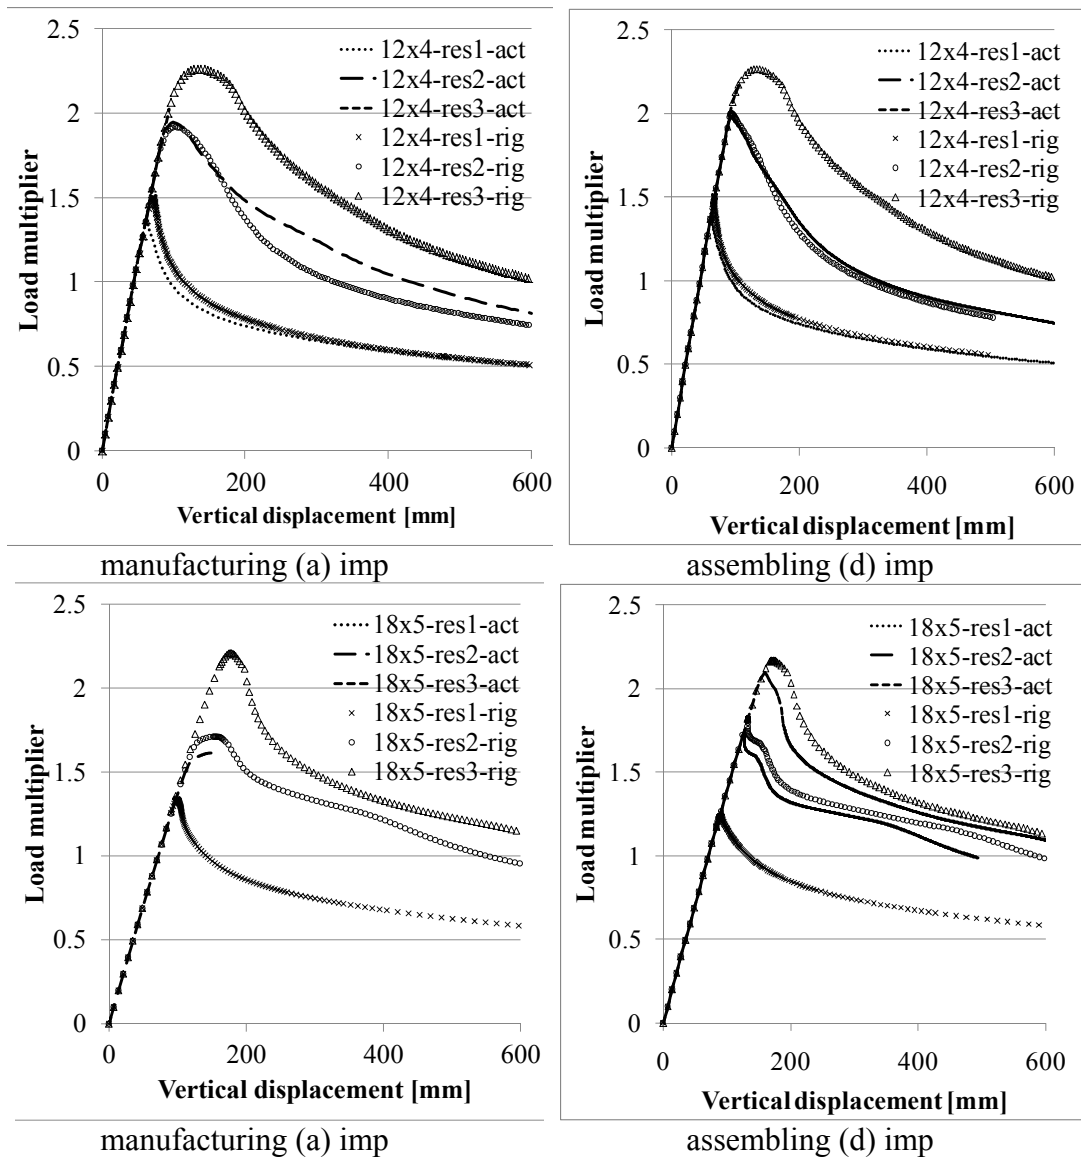 2.5
2
1.5
1
0.5
0
Load multiplier
12x4-res1-act
12x4-res2-act
12x4-res3-act
12x4-res1-rig
12x4-res2-rig
12x4-res3-rig
0 200 400 600
Vertical displacement [mm]
manufacturing (a) imp
2.5
2
1.5
1
0.5
0
Load multiplier
12x4-res1-act
12x4-res2-act
12x4-res3-act
12x4-res1-rig
12x4-res2-rig
12x4-res3-rig
0 200 400 600
Vertical displacement [mm]
assembling (d) imp
2.5
2
1.5
1
0.5
0
Load multiplier
18x5-res1-act
18x5-res2-act
18x5-res3-act
18x5-res1-rig
18x5-res2-rig
18x5-res3-rig
0 200 400 600
Vertical displacement [mm]
manufacturing (a) imp
2.5
2
1.5
1
0.5
0
Load multiplier
18x5-res1-act
18x5-res2-act
18x5-res3-act
18x5-res1-rig
18x5-res2-rig
18x5-res3-rig
0 200 400 600
Vertical displacement [mm]
assembling (d) imp